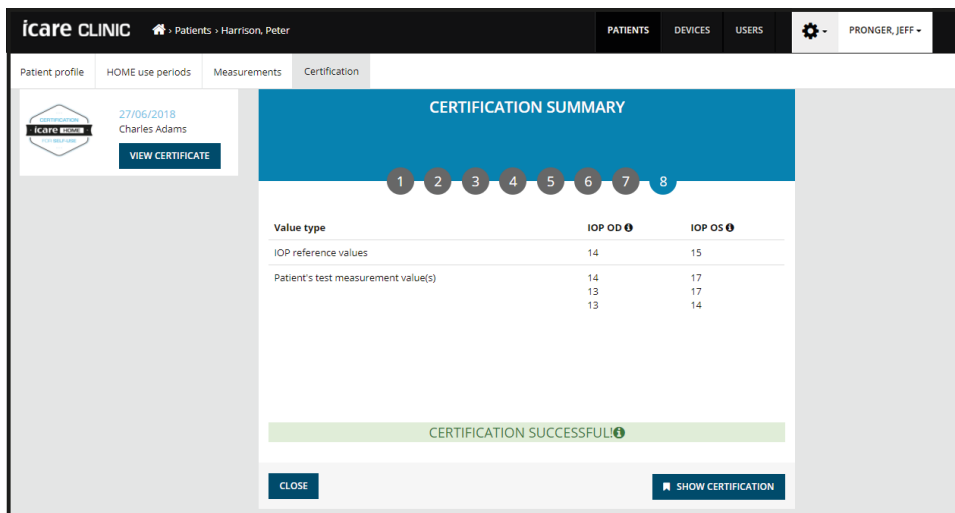 icare CLINIC
› Patients › Harrison, Peter
PATIENTS
DEVICES
USERS
PRONGER, JEFF
Patient profile
HOME use periods
Measurements
Certification
CERTIFICATION
icare HOME
FOR SELF-USE
27/06/2018
Charles Adams
VIEW CERTIFICATE
CERTIFICATION SUMMARY
1 2 3 4 5 6 7 8
Value type IOP OD IOP OS
IOP reference values 14 15
Patient's test measurement value(s) 14 17
13 17
13 14
CERTIFICATION SUCCESSFUL!
CLOSE
SHOW CERTIFICATION